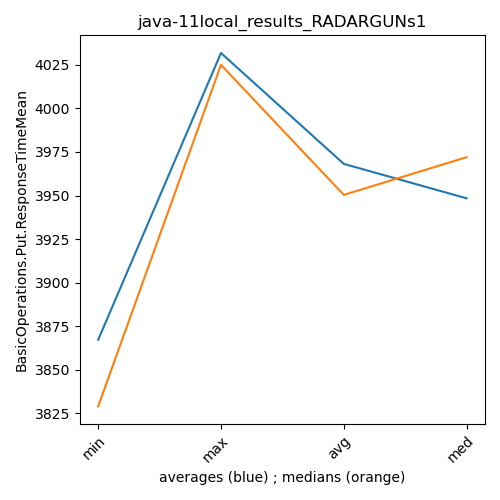 java-11local_results_RADARGUNs1
BasicOperations.Put.ResponseTimeMean
4025
4000
3975
3950
3925
3900
3875
3850
3825
min
max
avg
med
averages (blue) ; medians (orange)